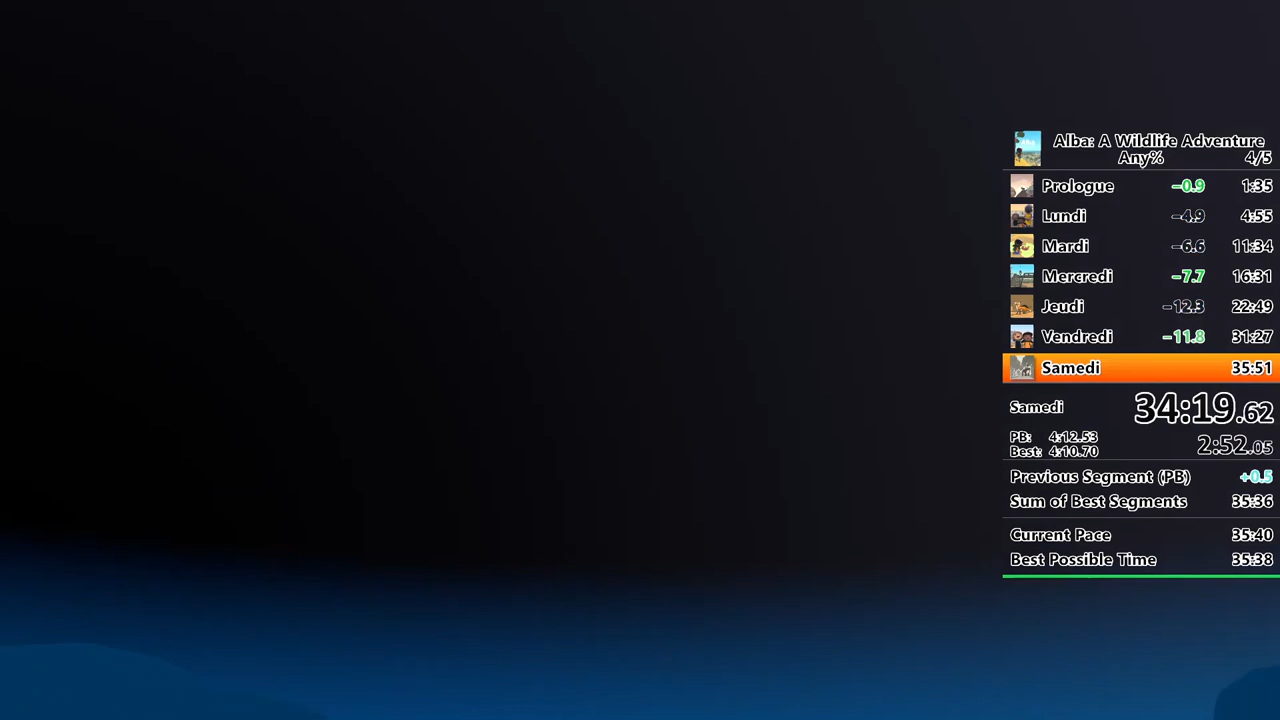 Alba: A Wildlife Adventure
Any% 4/5
Prologue −0.9 1:35
Lundi −4.9 4:55
Mardi −6.6 11:34
Mercredi −7.7 16:31
Jeudi −12.3 22:49
Vendredi −11.8 31:27
Samedi 35:51
Samedi 34:19.62
PB: 4:12.53
Best: 4:10.70 2:52.05
Previous Segment (PB) +0.5
Sum of Best Segments 35:36
Current Pace 35:40
Best Possible Time 35:38